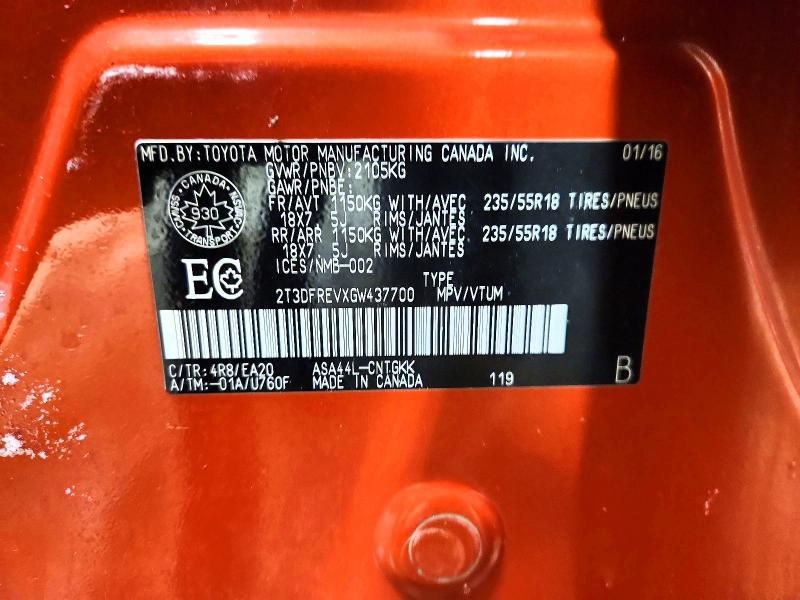 MFD.BY:TOYOTA MOTOR MANUFACTURING CANADA INC. 01/16
GVWR/PNBV:2105KG
GAWR/PNBE:
FR/AVT 1150KG WITH/AVEC 235/55R18 TIRES/PNEUS
18X7 5J RIMS/JANTES
RR/ARR 1150KG WITH/AVEC 235/55R18 TIRES/PNEUS
18X7 5J RIMS/JANTES
ICES/NMB-002
CANADA
930
TRANSPORT
EC
TYPE
2T3DFREVXGW437700 MPV/VTUM
C/TR:4R8/EA20 ASA44L-CNTGKK
A/TM:-01A/U760F MADE IN CANADA 119 B